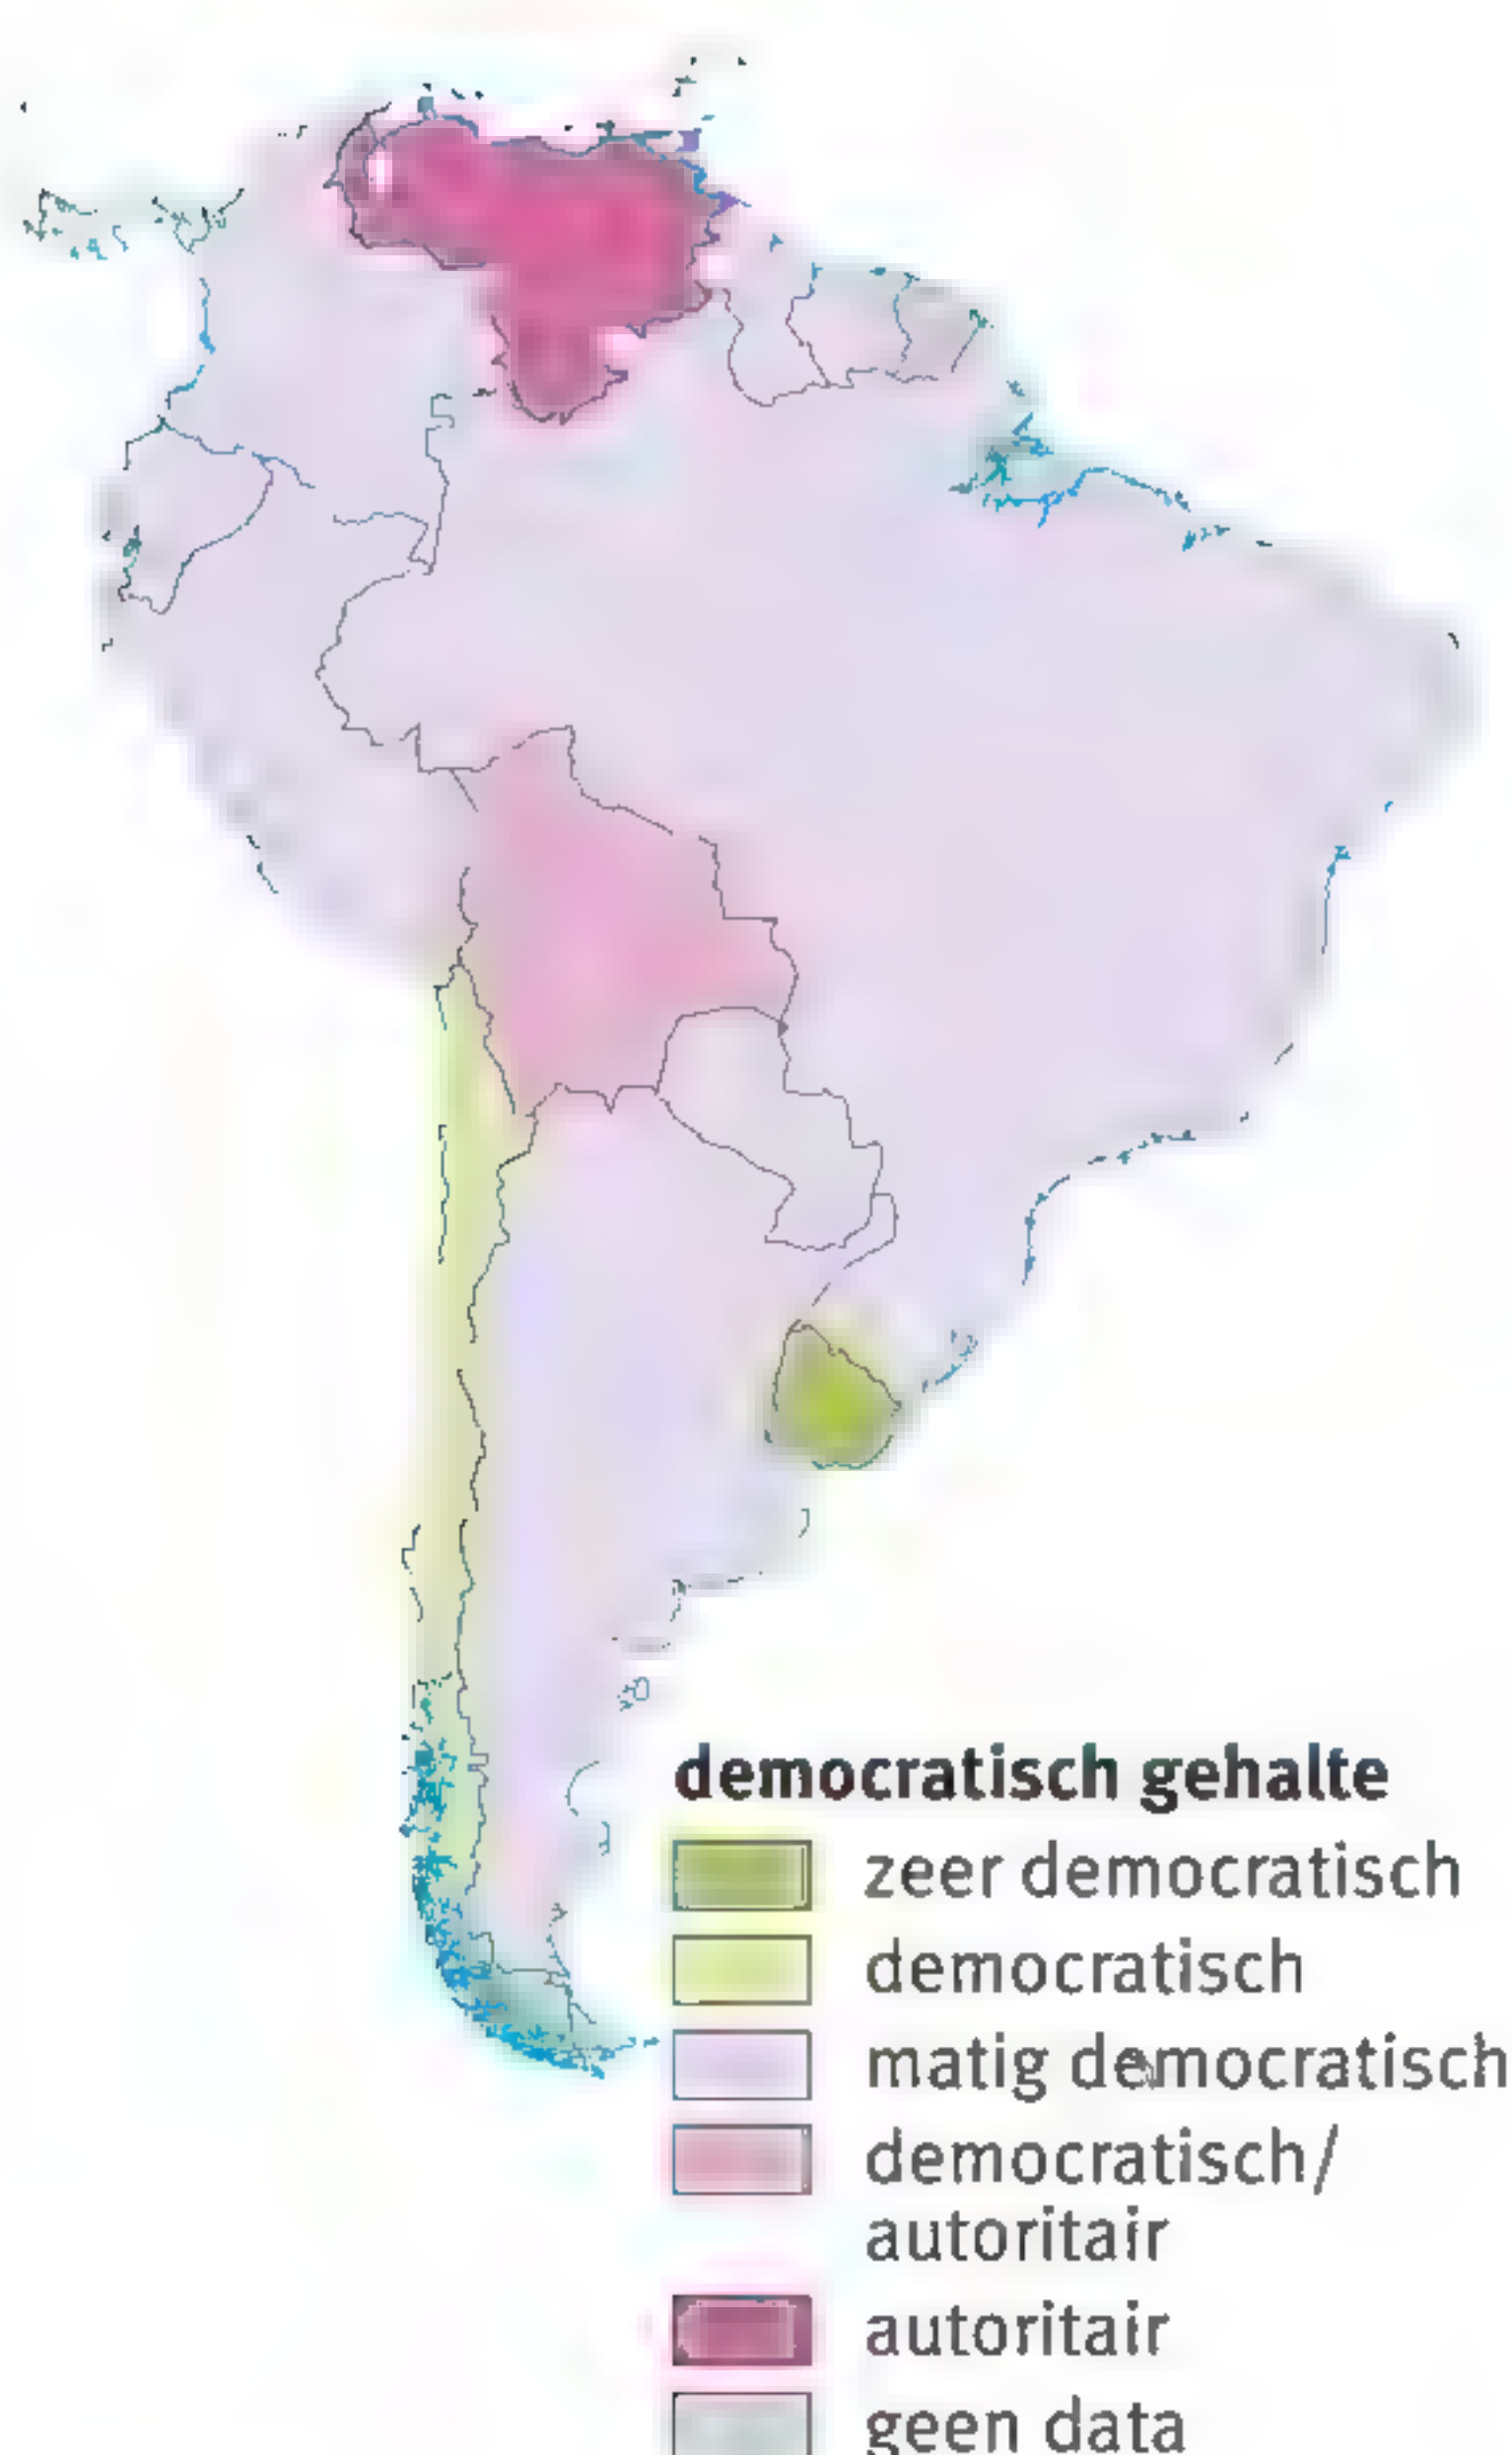 democratisch gehalte
zeer democratisch
democratisch
matig democratisch
democratisch/
autoritair
autoritair
geen data